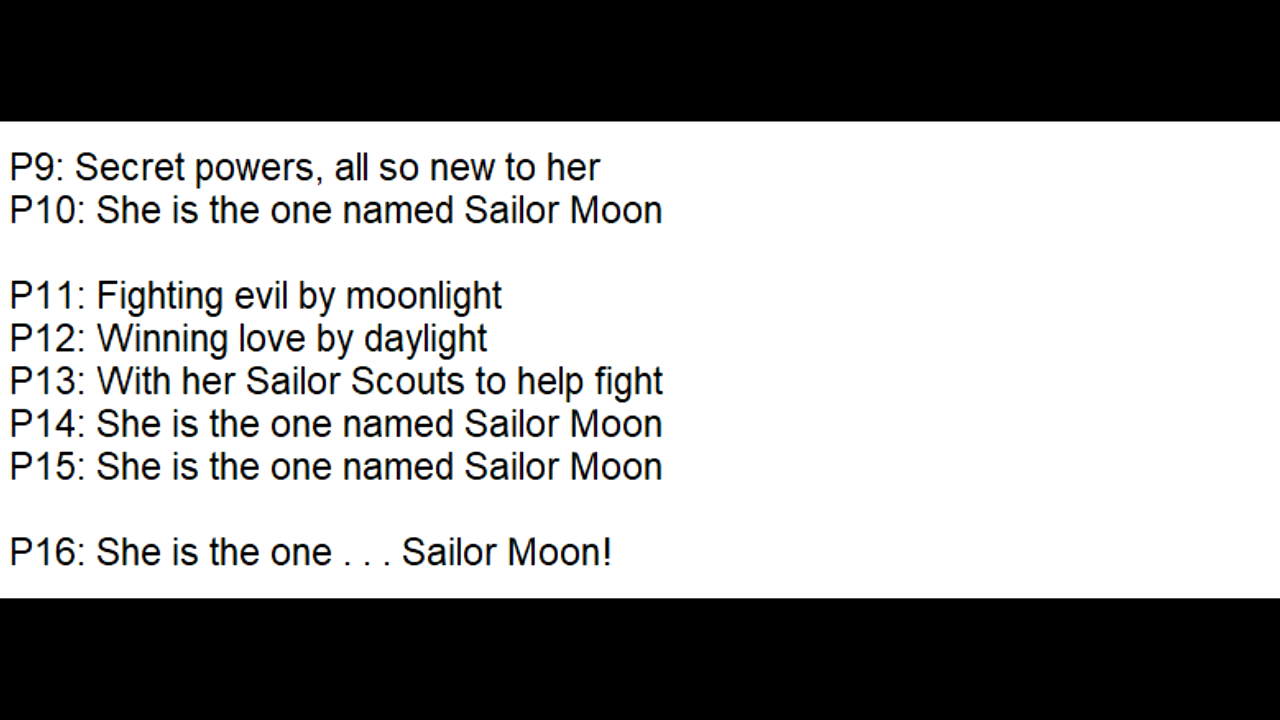 P9: Secret powers, all so new to her
P10: She is the one named Sailor Moon
P11: Fighting evil by moonlight
P12: Winning love by daylight
P13: With her Sailor Scouts to help fight
P14: She is the one named Sailor Moon
P15: She is the one named Sailor Moon
P16: She is the one . . . Sailor Moon!